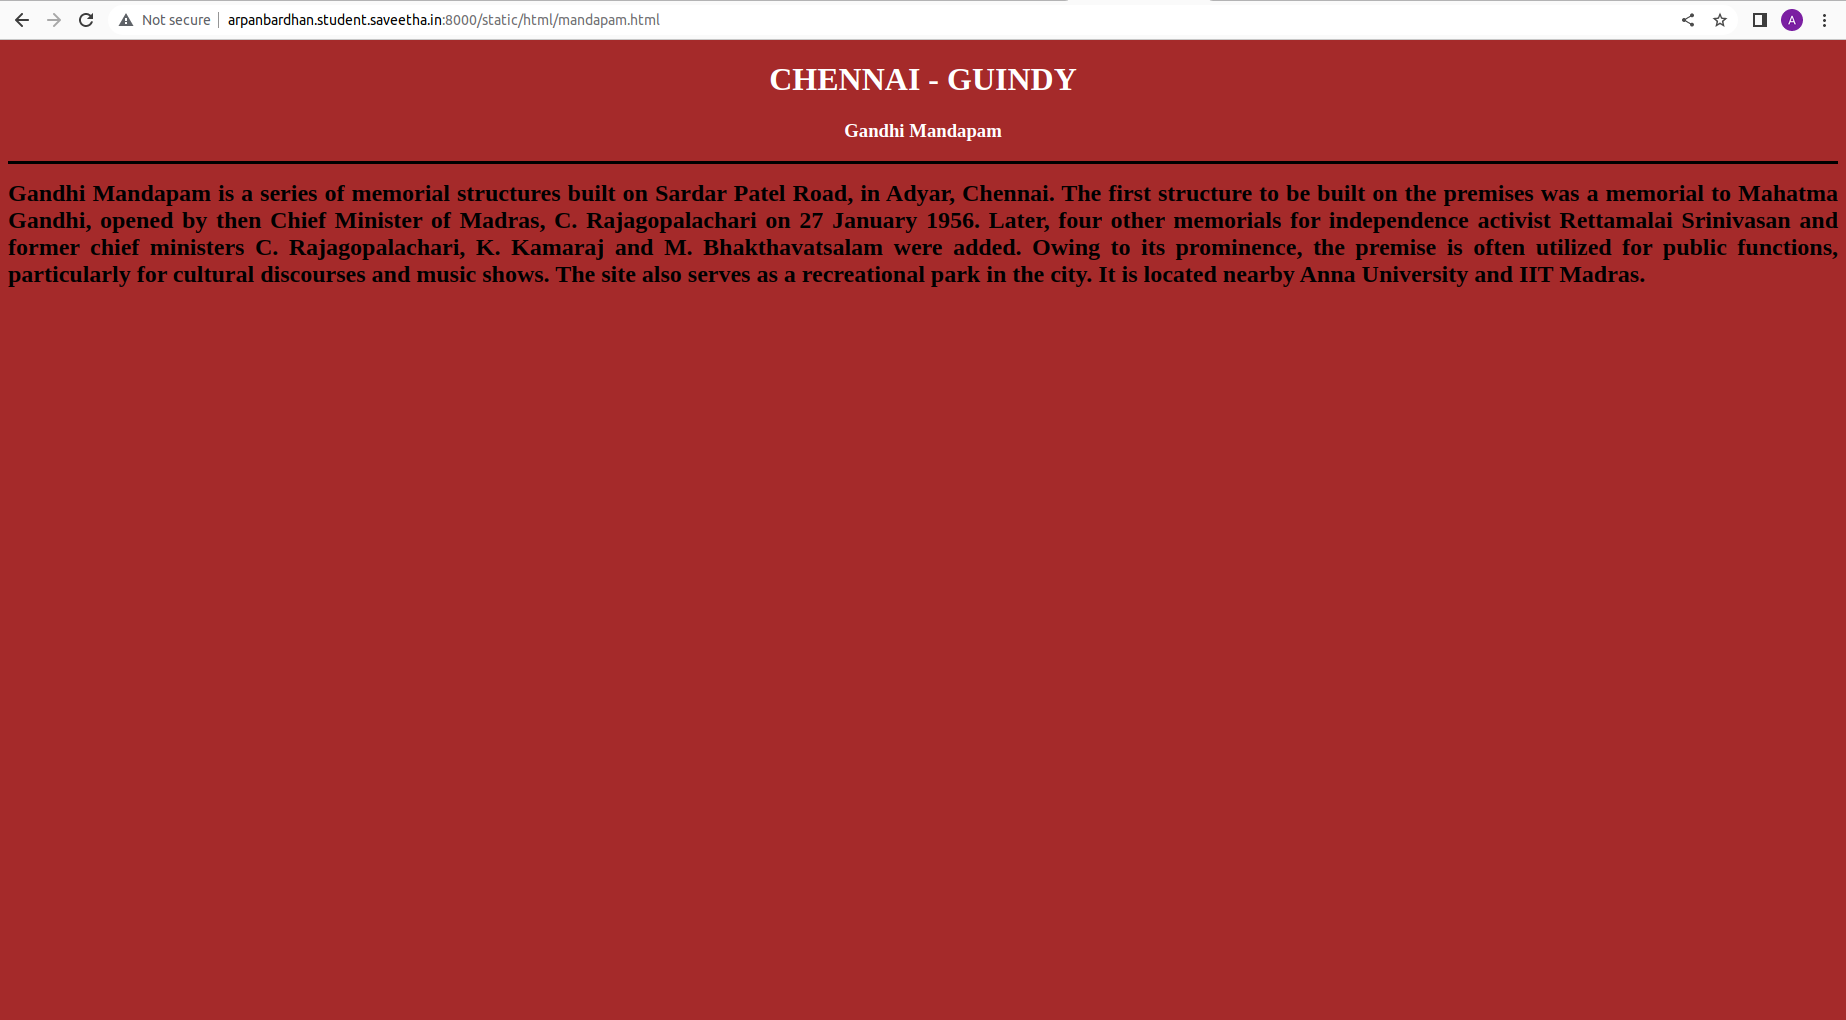 Not secure
arpanbardhan.student.saveetha.in:8000/static/html/mandapam.html
A
CHENNAI - GUINDY
Gandhi Mandapam
Gandhi Mandapam is a series of memorial structures built on Sardar Patel Road, in Adyar, Chennai. The first structure to be built on the premises was a memorial to Mahatma
Gandhi, opened by then Chief Minister of Madras, C. Rajagopalachari on 27 January 1956. Later, four other memorials for independence activist Rettamalai Srinivasan and
former chief ministers C. Rajagopalachari, K. Kamaraj and M. Bhakthavatsalam were added. Owing to its prominence, the premise is often utilized for public functions,
particularly for cultural discourses and music shows. The site also serves as a recreational park in the city. It is located nearby Anna University and IIT Madras.